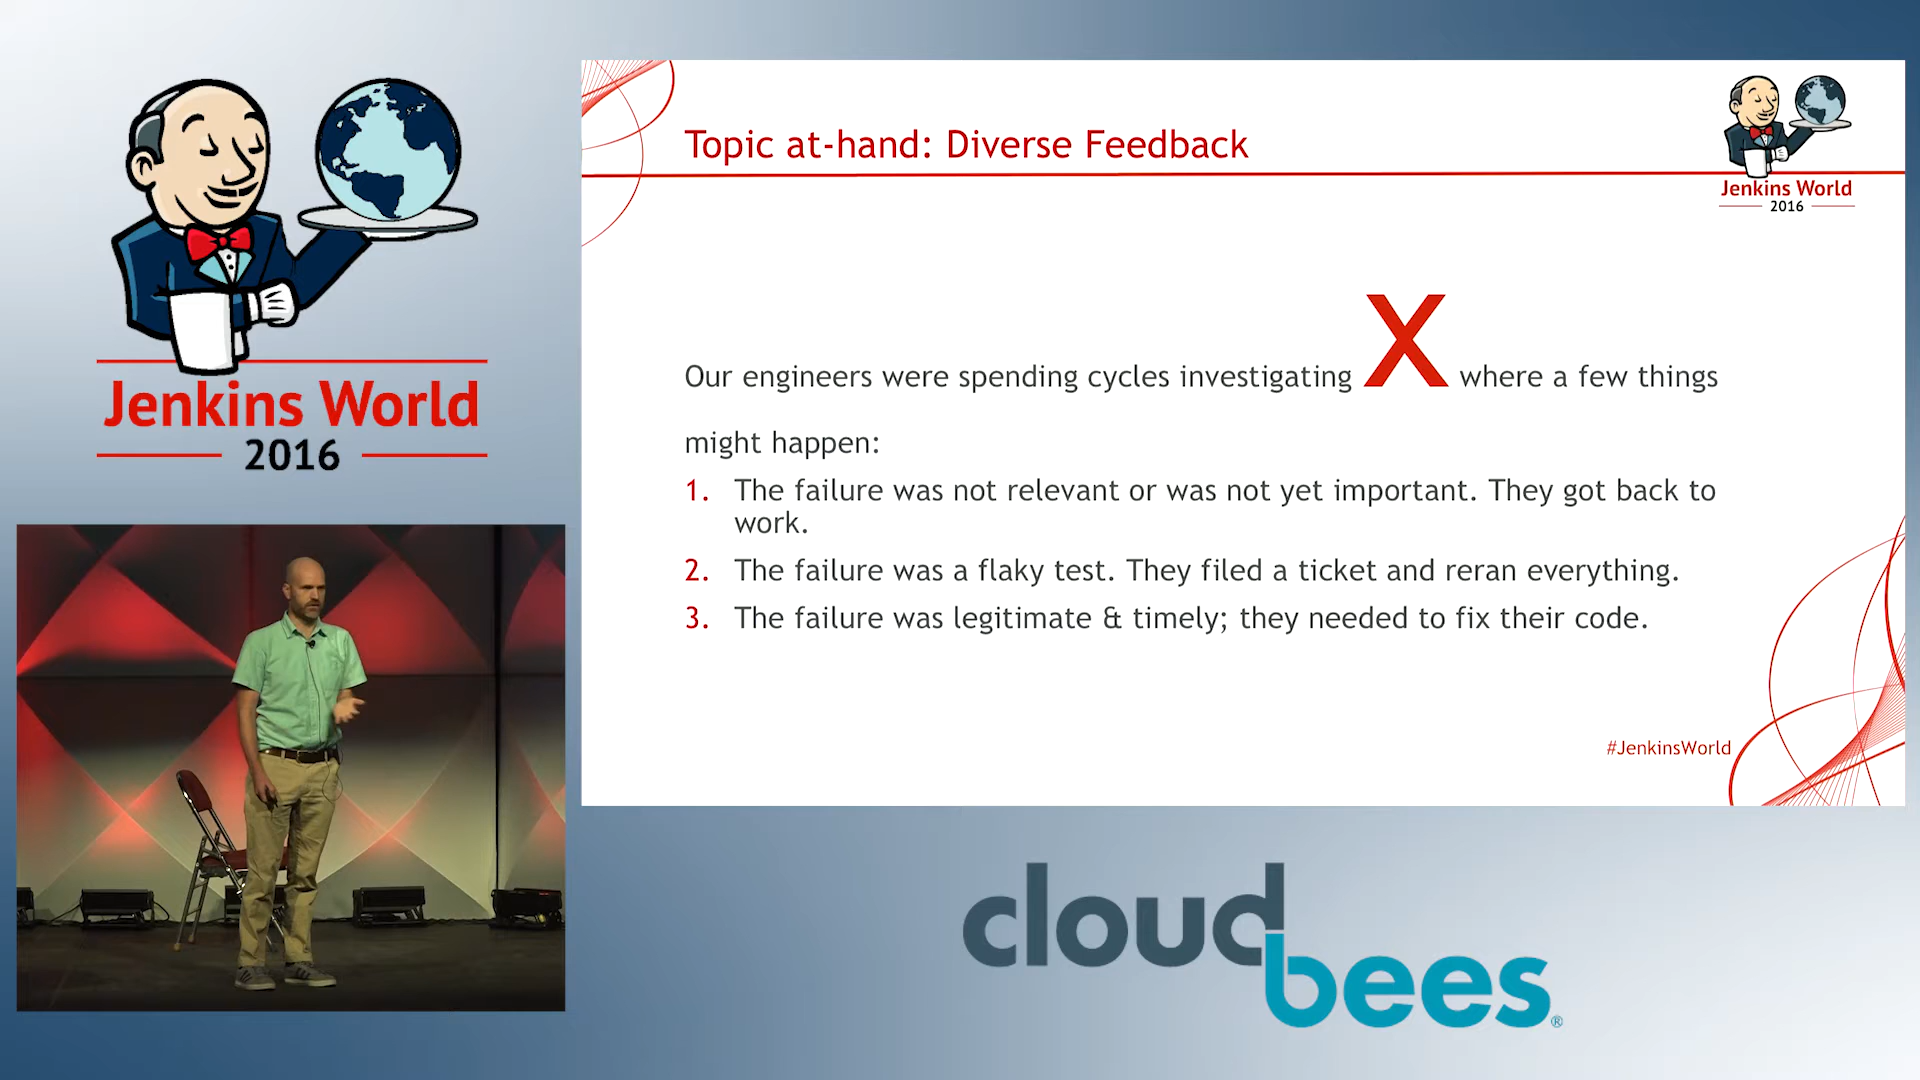 Jenkins World
2016
Topic at-hand: Diverse Feedback
Jenkins World
2016
Our engineers were spending cycles investigating X where a few things
might happen:
1. The failure was not relevant or was not yet important. They got back to
work.
2. The failure was a flaky test. They filed a ticket and reran everything.
3. The failure was legitimate & timely; they needed to fix their code.
#JenkinsWorld
cloud
bees®